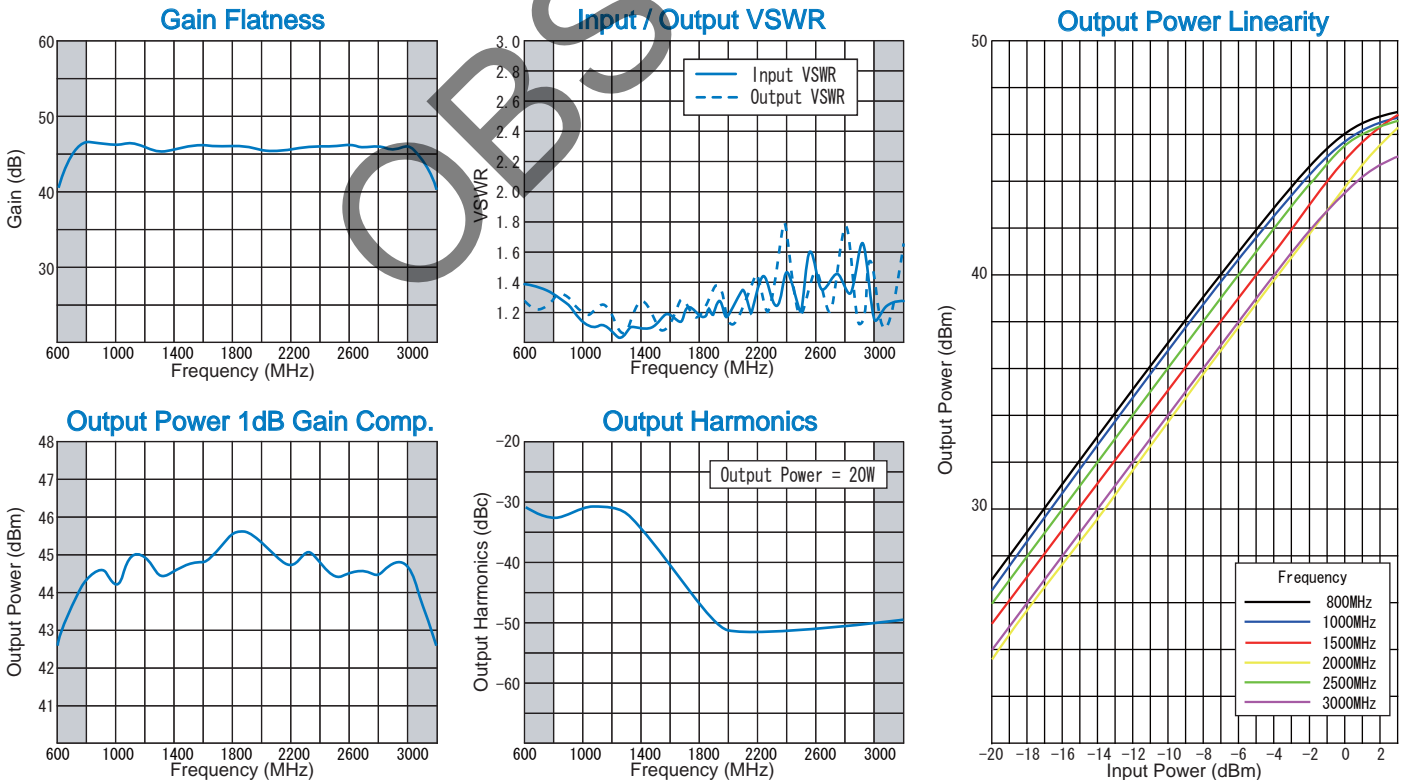 Gain Flatness
60
50
40
30
Gain (dB)
600 1000 1400 1800 2200 2600 3000
Frequency (MHz)
Input / Output VSWR
3.0
2.8
2.6
2.4
2.2
2.0
1.8
1.6
1.4
1.2
VSWR
Input VSWR
Output VSWR
600 1000 1400 1800 2200 2600 3000
Frequency (MHz)
Output Power 1dB Gain Comp.
48
47
46
45
44
43
42
41
Output Power (dBm)
600 1000 1400 1800 2200 2600 3000
Frequency (MHz)
Output Harmonics
-20
-30
-40
-50
-60
Output Harmonics (dBc)
Output Power = 20W
600 1000 1400 1800 2200 2600 3000
Frequency (MHz)
Output Power Linearity
50
40
30
Output Power (dBm)
Frequency
800MHz
1000MHz
1500MHz
2000MHz
2500MHz
3000MHz
-20 -18 -16 -14 -12 -10 -8 -6 -4 -2 0 2
Input Power (dBm)
OBS